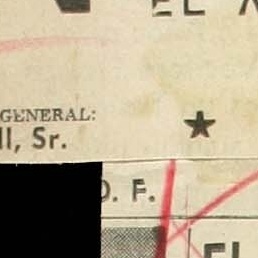 EL
GENERAL:
ll, Sr.
D. F.
EL